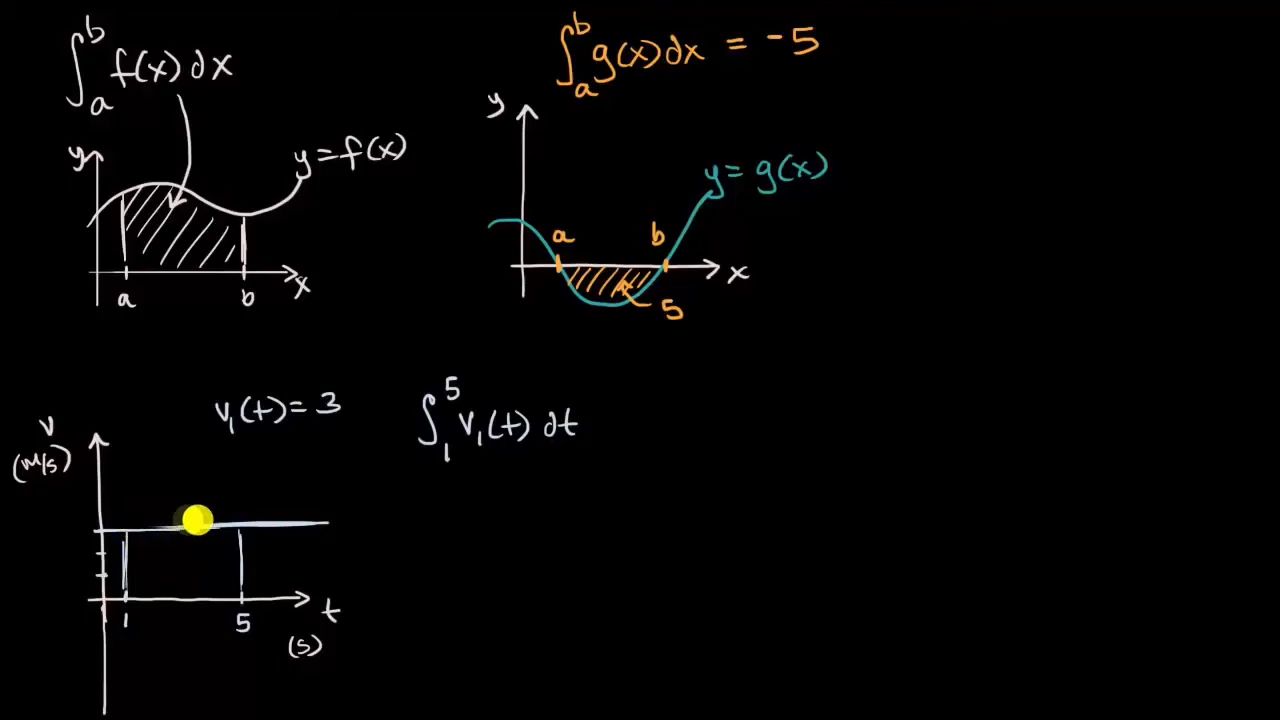 ∫_a^b f(x) dx
y
y = f(x)
a
b
x
∫_a^b g(x) dx = -5
y
y = g(x)
a
b
x
5
v₁(t) = 3
∫_1^5 v₁(t) dt
v
(m/s)
1
5
t
(s)